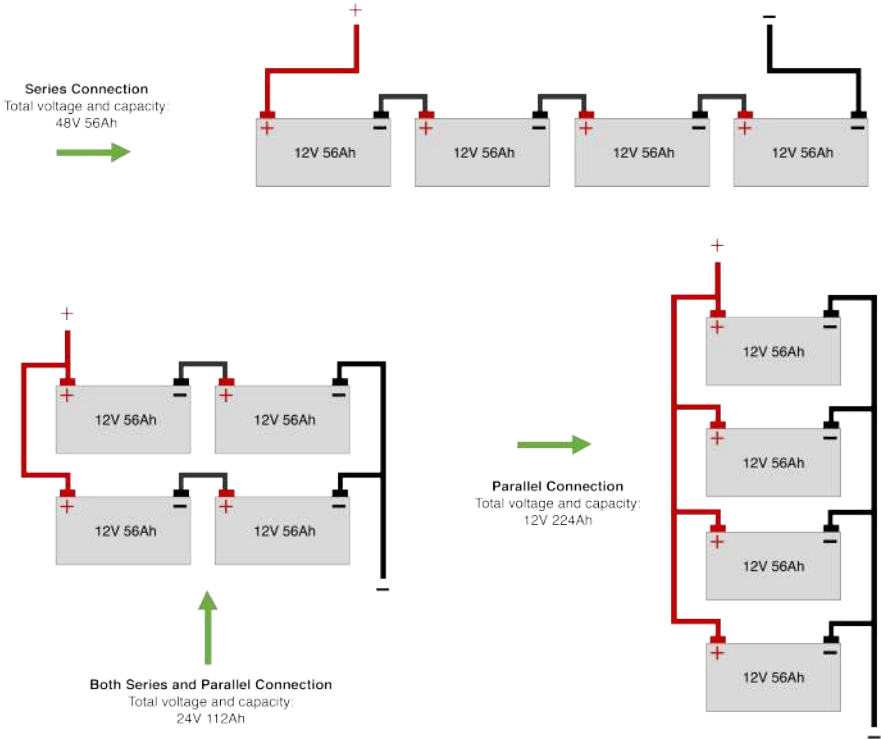 +
−
Series Connection
Total voltage and capacity:
48V 56Ah
+ − + − + − + −
12V 56Ah 12V 56Ah 12V 56Ah 12V 56Ah
+
+ − + −
12V 56Ah 12V 56Ah
+ − + −
12V 56Ah 12V 56Ah
−
Both Series and Parallel Connection
Total voltage and capacity:
24V 112Ah
Parallel Connection
Total voltage and capacity:
12V 224Ah
+
+ −
12V 56Ah
+ −
12V 56Ah
+ −
12V 56Ah
+ −
12V 56Ah
−